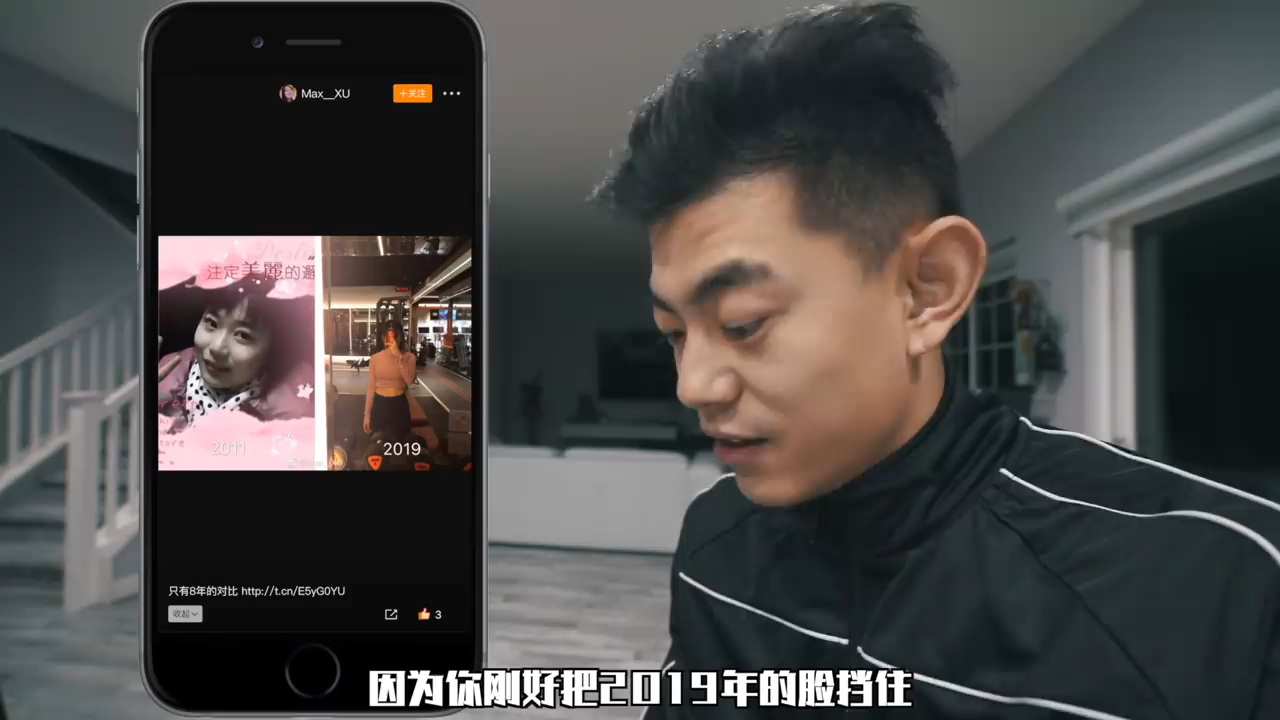 Max__XU
+关注
注定美麗的邂
2011
2019
只有8年的对比 http://t.cn/E5yG0YU
收起
3
因为你刚好把2019年的脸挡住